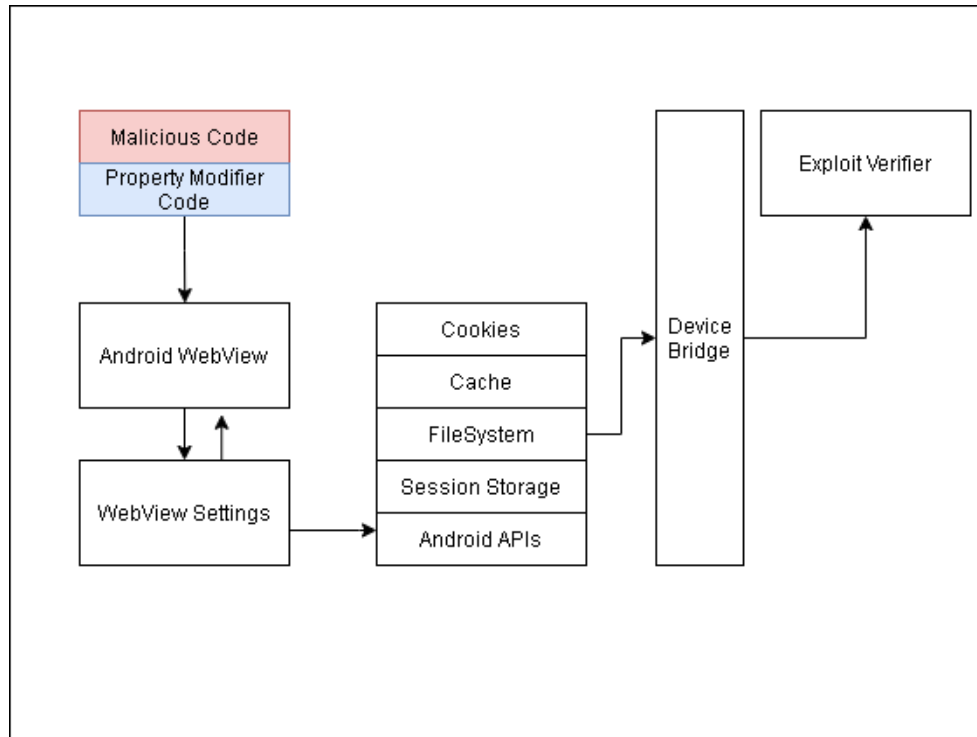 Malicious Code
Property Modifier
Code
Android WebView
WebView Settings
Cookies
Cache
FileSystem
Session Storage
Android APIs
Device
Bridge
Exploit Verifier